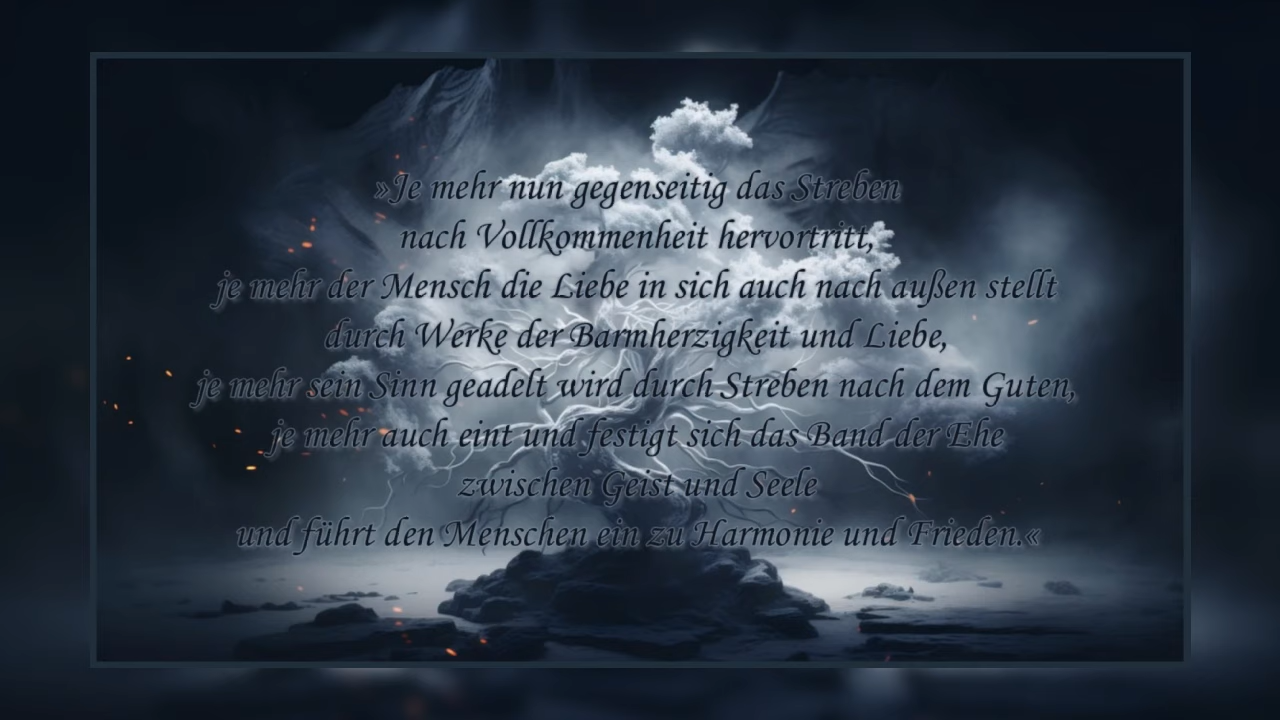 »Je mehr nun gegenseitig das Streben
nach Vollkommenheit hervortritt,
je mehr der Mensch die Liebe in sich auch nach außen stellt
durch Werke der Barmherzigkeit und Liebe,
je mehr sein Sinn geadelt wird durch Streben nach dem Guten,
je mehr auch eint und festigt sich das Band der Ehe
zwischen Geist und Seele
und führt den Menschen ein zu Harmonie und Frieden.«